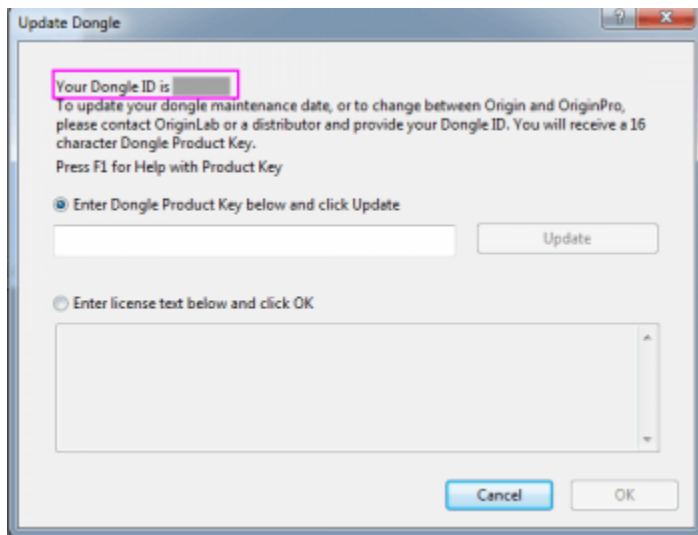 Update Dongle
Your Dongle ID is
To update your dongle maintenance date, or to change between Origin and OriginPro,
please contact OriginLab or a distributor and provide your Dongle ID. You will receive a 16
character Dongle Product Key.
Press F1 for Help with Product Key
Enter Dongle Product Key below and click Update
Update
Enter license text below and click OK
Cancel
OK